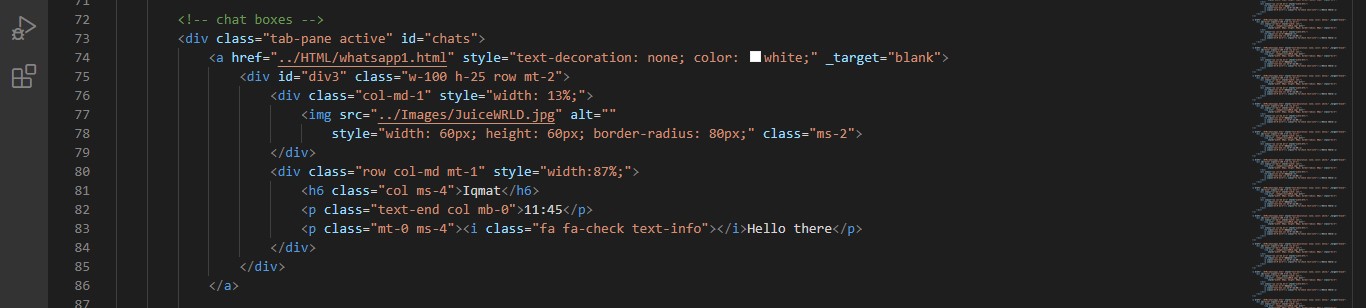 71
72 <!-- chat boxes -->
73 <div class="tab-pane active" id="chats">
74 <a href="../HTML/whatsapp1.html" style="text-decoration: none; color: white;" _target="blank">
75 <div id="div3" class="w-100 h-25 row mt-2">
76 <div class="col-md-1" style="width: 13%;">
77 <img src="../Images/JuiceWRLD.jpg" alt=""
78 style="width: 60px; height: 60px; border-radius: 80px;" class="ms-2">
79 </div>
80 <div class="row col-md mt-1" style="width:87%;">
81 <h6 class="col ms-4">Iqmat</h6>
82 <p class="text-end col mb-0">11:45</p>
83 <p class="mt-0 ms-4"><i class="fa fa-check text-info"></i>Hello there</p>
84 </div>
85 </div>
86 </a>
87